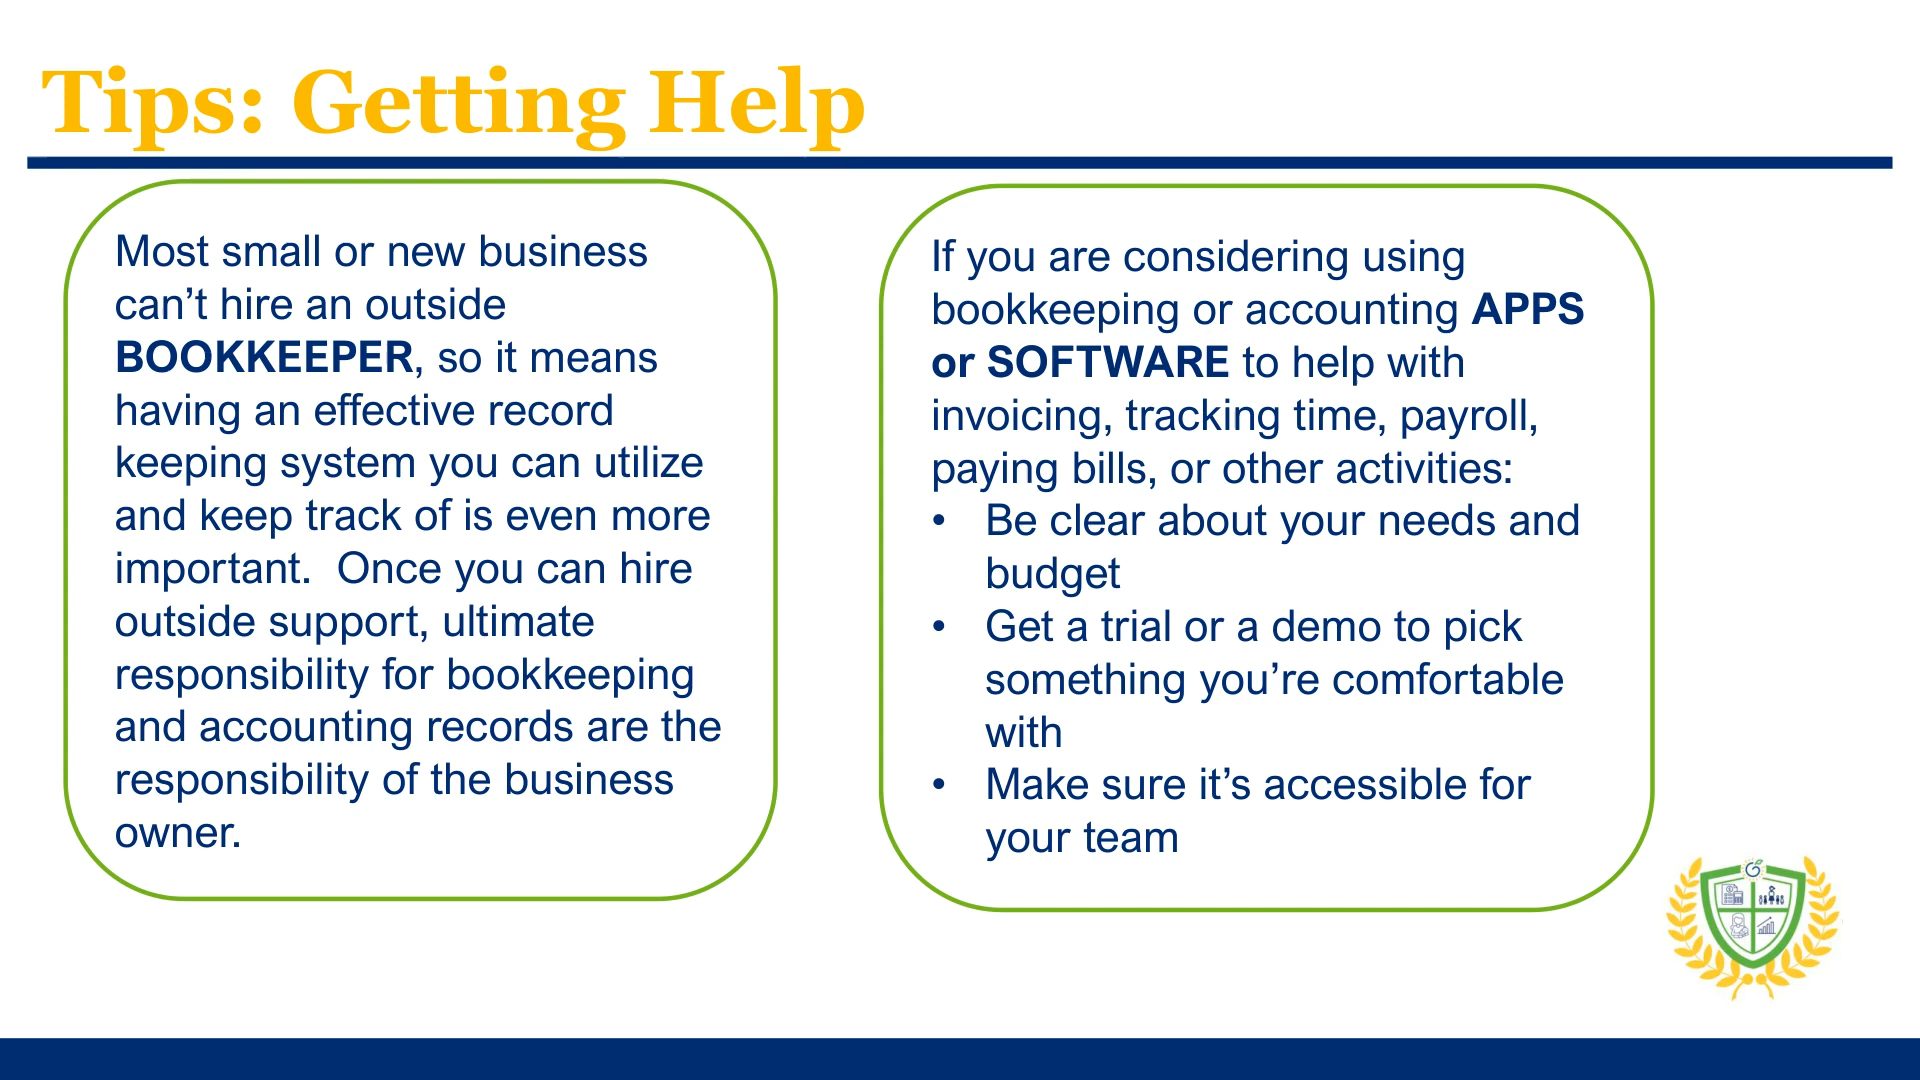 Tips: Getting Help
Most small or new business
can’t hire an outside
BOOKKEEPER, so it means
having an effective record
keeping system you can utilize
and keep track of is even more
important.  Once you can hire
outside support, ultimate
responsibility for bookkeeping
and accounting records are the
responsibility of the business
owner.
If you are considering using
bookkeeping or accounting APPS
or SOFTWARE to help with
invoicing, tracking time, payroll,
paying bills, or other activities:
• Be clear about your needs and
budget
• Get a trial or a demo to pick
something you’re comfortable
with
• Make sure it’s accessible for
your team